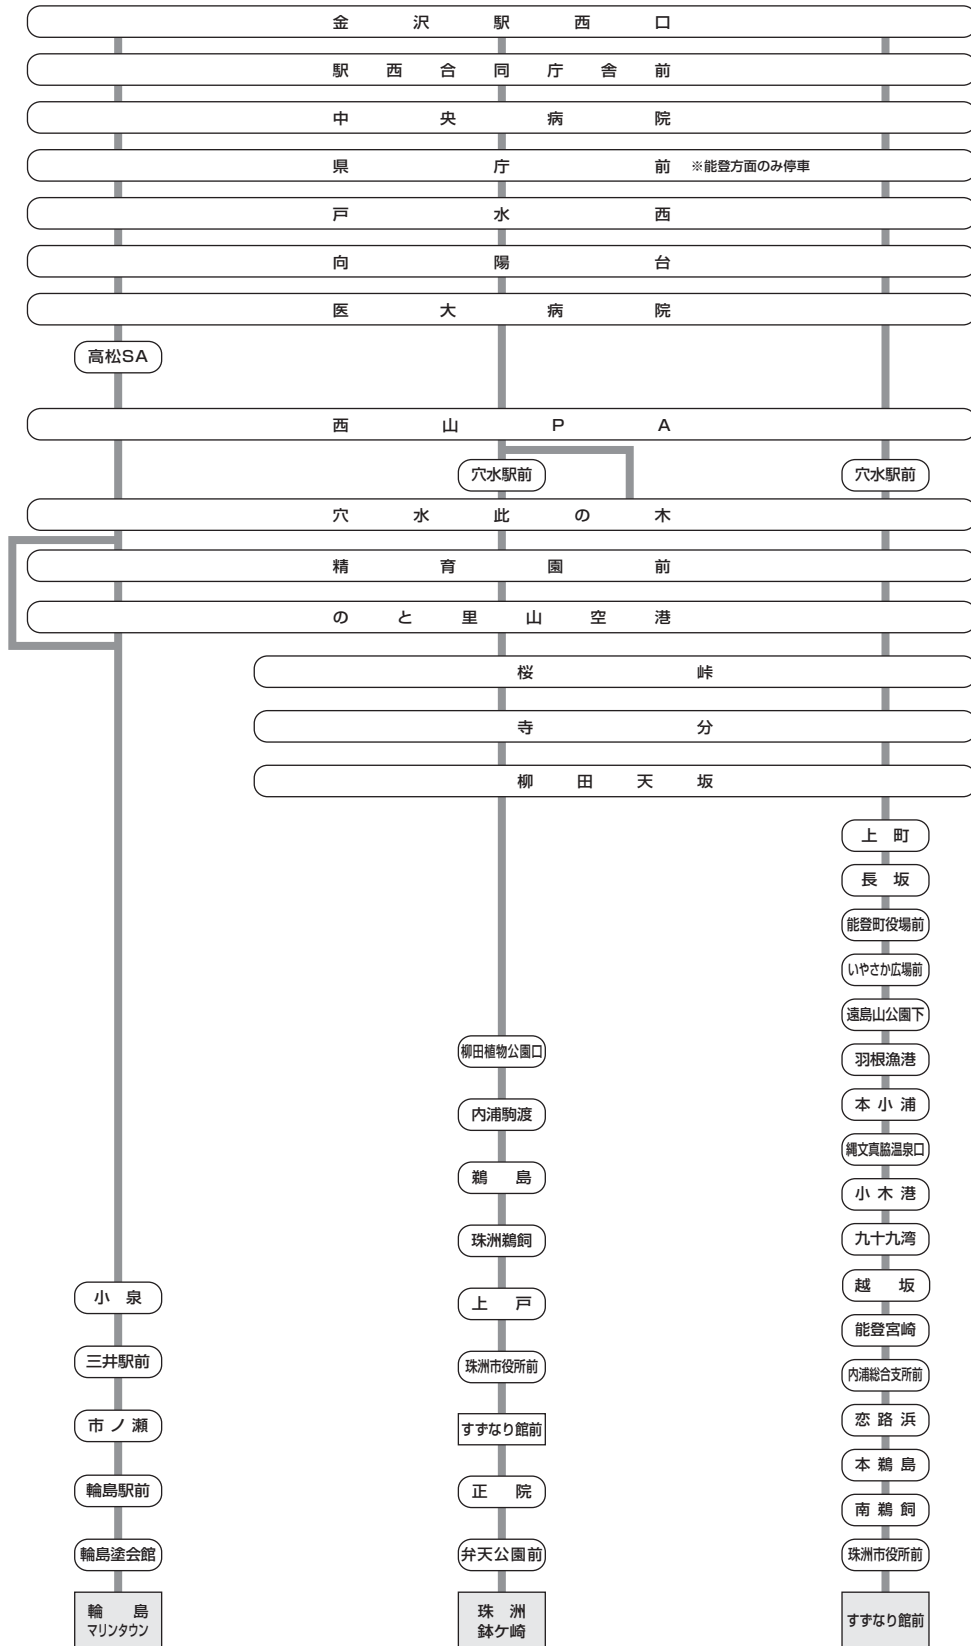 金沢駅西口
駅西合同庁舎前
中央病院
県庁前 ※能登方面のみ停車
戸水西
向陽台
医大病院
高松SA
西山PA
穴水駅前 穴水駅前
穴水此の木
精育園前
のと里山空港
桜峠
寺分
柳田天坂
小泉
三井駅前
市ノ瀬
輪島駅前
輪島塗会館
輪島
マリンタウン
柳田植物公園口
内浦駒渡
鵜島
珠洲鵜飼
上戸
珠洲市役所前
すずなり館前
正院
弁天公園前
珠洲
鉢ケ崎
上町
長坂
能登町役場前
いやさか広場前
遠島山公園下
羽根漁港
本小浦
縄文真脇温泉口
小木港
九十九湾
越坂
能登宮崎
内浦総合支所前
恋路浜
本鵜島
南鵜飼
珠洲市役所前
すずなり館前